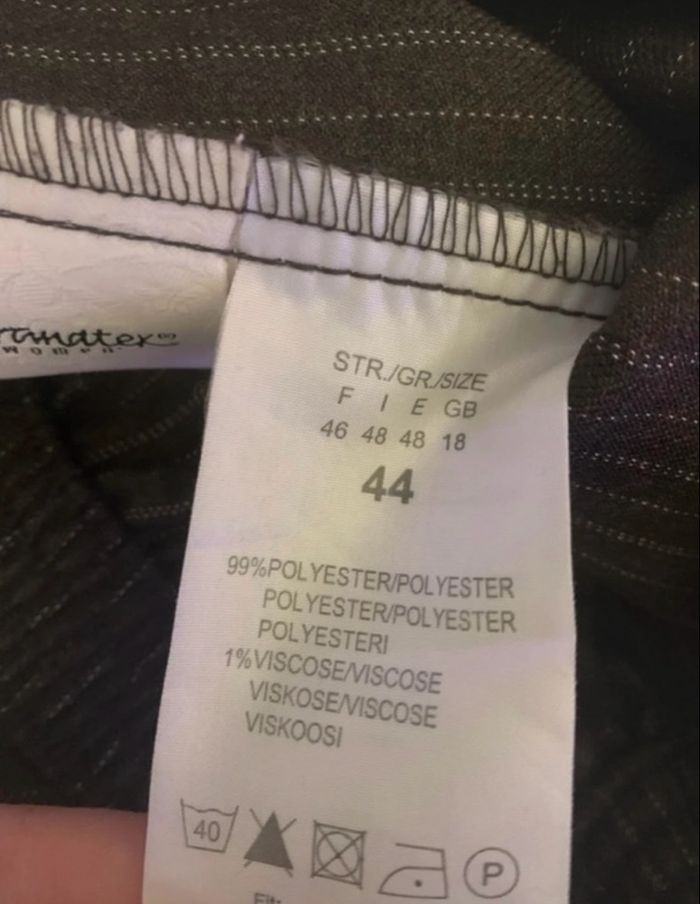 women
STR./GR./SIZE
F I E GB
46 48 48 18
44
99%POLYESTER/POLYESTER
POLYESTER/POLYESTER
POLYESTERI
1%VISCOSE/VISCOSE
VISKOSE/VISCOSE
VISKOOSI
40
P